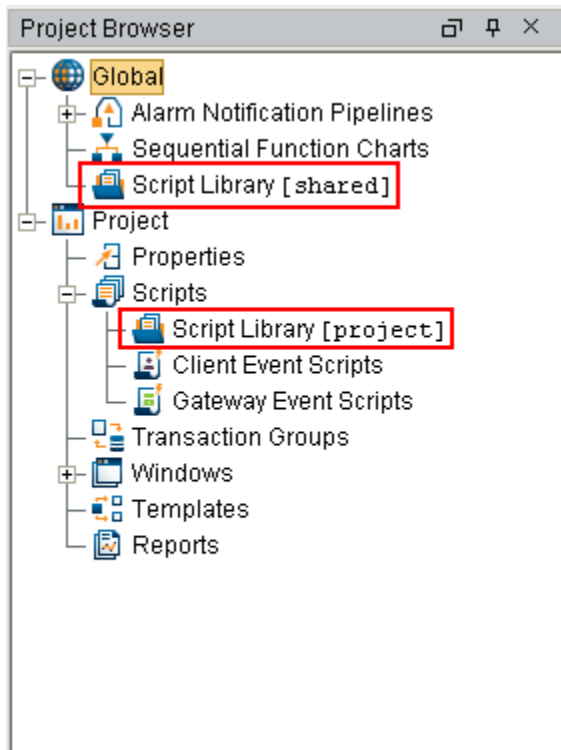 Project Browser
Global
Alarm Notification Pipelines
Sequential Function Charts
Script Library [shared]
Project
Properties
Scripts
Script Library [project]
Client Event Scripts
Gateway Event Scripts
Transaction Groups
Windows
Templates
Reports